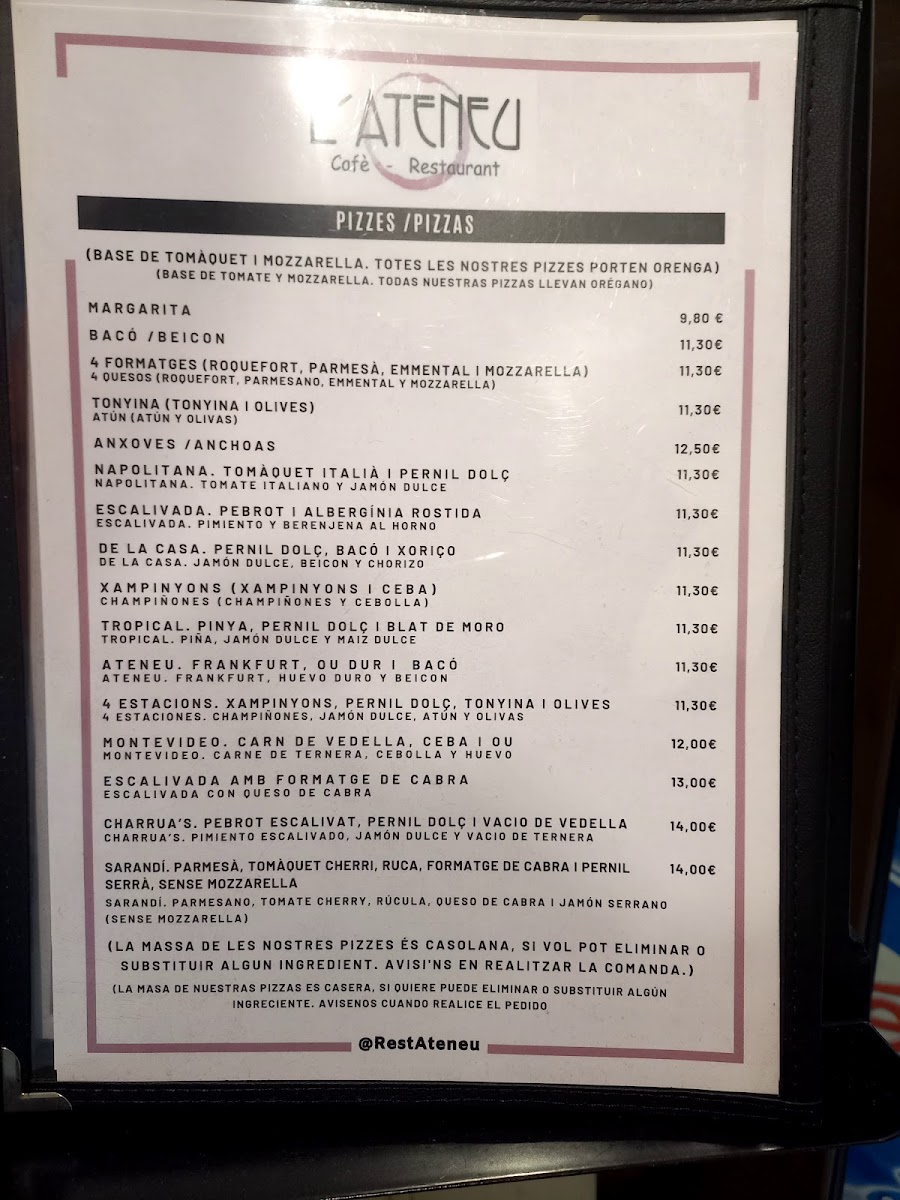 L'ATENEU
Cafè - Restaurant
PIZZES /PIZZAS
(BASE DE TOMÀQUET I MOZZARELLA. TOTES LES NOSTRES PIZZES PORTEN ORENGA)
(BASE DE TOMATE Y MOZZARELLA. TODAS NUESTRAS PIZZAS LLEVAN ORÉGANO)
MARGARITA 9,80 €
BACÓ /BEICON 11,30€
4 FORMATGES (ROQUEFORT, PARMESÀ, EMMENTAL I MOZZARELLA) 11,30€
4 QUESOS (ROQUEFORT, PARMESANO, EMMENTAL Y MOZZARELLA)
TONYINA (TONYINA I OLIVES) 11,30€
ATÚN (ATÚN Y OLIVAS)
ANXOVES /ANCHOAS 12,50€
NAPOLITANA. TOMÀQUET ITALIÀ I PERNIL DOLÇ 11,30€
NAPOLITANA. TOMATE ITALIANO Y JAMÓN DULCE
ESCALIVADA. PEBROT I ALBERGÍNIA ROSTIDA 11,30€
ESCALIVADA. PIMIENTO Y BERENJENA AL HORNO
DE LA CASA. PERNIL DOLÇ, BACÓ I XORIÇO 11,30€
DE LA CASA. JAMÓN DULCE, BEICON Y CHORIZO
XAMPINYONS (XAMPINYONS I CEBA) 11,30€
CHAMPIÑONES (CHAMPIÑONES Y CEBOLLA)
TROPICAL. PINYA, PERNIL DOLÇ I BLAT DE MORO 11,30€
TROPICAL. PIÑA, JAMÓN DULCE Y MAIZ DULCE
ATENEU. FRANKFURT, OU DUR I BACÓ 11,30€
ATENEU. FRANKFURT, HUEVO DURO Y BEICON
4 ESTACIONS. XAMPINYONS, PERNIL DOLÇ, TONYINA I OLIVES 11,30€
4 ESTACIONES. CHAMPIÑONES, JAMÓN DULCE, ATÚN Y OLIVAS
MONTEVIDEO. CARN DE VEDELLA, CEBA I OU 12,00€
MONTEVIDEO. CARNE DE TERNERA, CEBOLLA Y HUEVO
ESCALIVADA AMB FORMATGE DE CABRA 13,00€
ESCALIVADA CON QUESO DE CABRA
CHARRUA'S. PEBROT ESCALIVAT, PERNIL DOLÇ I VACIO DE VEDELLA 14,00€
CHARRUA'S. PIMIENTO ESCALIVADO, JAMÓN DULCE Y VACIO DE TERNERA
SARANDÍ. PARMESÀ, TOMÀQUET CHERRI, RUCA, FORMATGE DE CABRA I PERNIL 14,00€
SERRÀ, SENSE MOZZARELLA
SARANDÍ. PARMESANO, TOMATE CHERRY, RÚCULA, QUESO DE CABRA I JAMÓN SERRANO
(SENSE MOZZARELLA)
(LA MASSA DE LES NOSTRES PIZZES ÉS CASOLANA, SI VOL POT ELIMINAR O
SUBSTITUIR ALGUN INGREDIENT. AVISI'NS EN REALITZAR LA COMANDA.)
(LA MASA DE NUESTRAS PIZZAS ES CASERA, SI QUIERE PUEDE ELIMINAR O SUBSTITUIR ALGÚN
INGRECIENTE. AVISENOS CUANDO REALICE EL PEDIDO
@RestAteneu